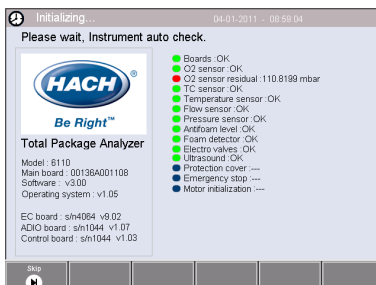 Initializing...
04-01-2011 - 08:59:04
Please wait, Instrument auto check.
HACH
®
Be Right™
Total Package Analyzer
Model : 6110
Main board : 00136A001108
Software : v3.00
Operating system : v1.05
EC board : s/n4064 v9.02
ADIO board : s/n1044 v1.07
Control board : s/n1044 v1.03
Boards :OK
O2 sensor :OK
O2 sensor residual :110.8199 mbar
TC sensor :OK
Temperature sensor :OK
Flow sensor :OK
Pressure sensor :OK
Antifoam level :OK
Foam detector :OK
Electro valves :OK
Ultrasound :OK
Protection cover :---
Emergency stop :---
Motor initialization :---
Skip